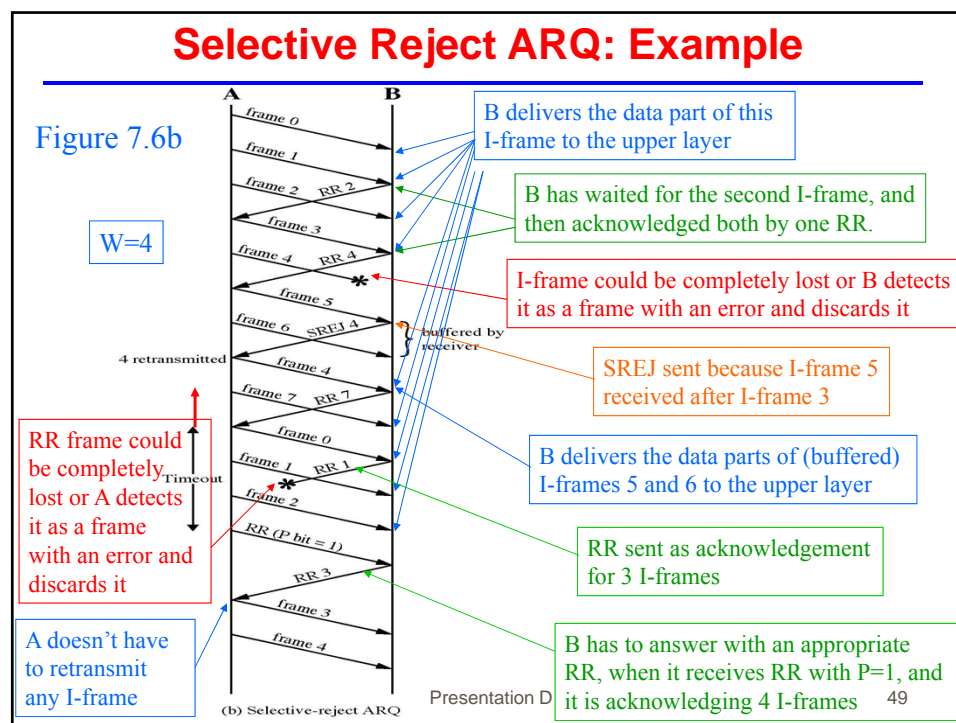 Selective Reject ARQ: Example
A
B
Figure 7.6b
W=4
frame 0
frame 1
frame 2
RR 2
frame 3
frame 4
RR 4
*
frame 5
frame 6
SREJ 4
} buffered by
receiver
4 retransmitted
frame 4
frame 7
RR 7
frame 0
frame 1
RR 1
*
Timeout
frame 2
RR (P bit = 1)
RR 3
frame 3
frame 4
B delivers the data part of this
I-frame to the upper layer
B has waited for the second I-frame, and
then acknowledged both by one RR.
I-frame could be completely lost or B detects
it as a frame with an error and discards it
SREJ sent because I-frame 5
received after I-frame 3
RR frame could
be completely
lost or A detects
it as a frame
with an error and
discards it
B delivers the data parts of (buffered)
I-frames 5 and 6 to the upper layer
RR sent as acknowledgement
for 3 I-frames
A doesn't have
to retransmit
any I-frame
B has to answer with an appropriate
RR, when it receives RR with P=1, and
it is acknowledging 4 I-frames
(b) Selective-reject ARQ
Presentation D
49